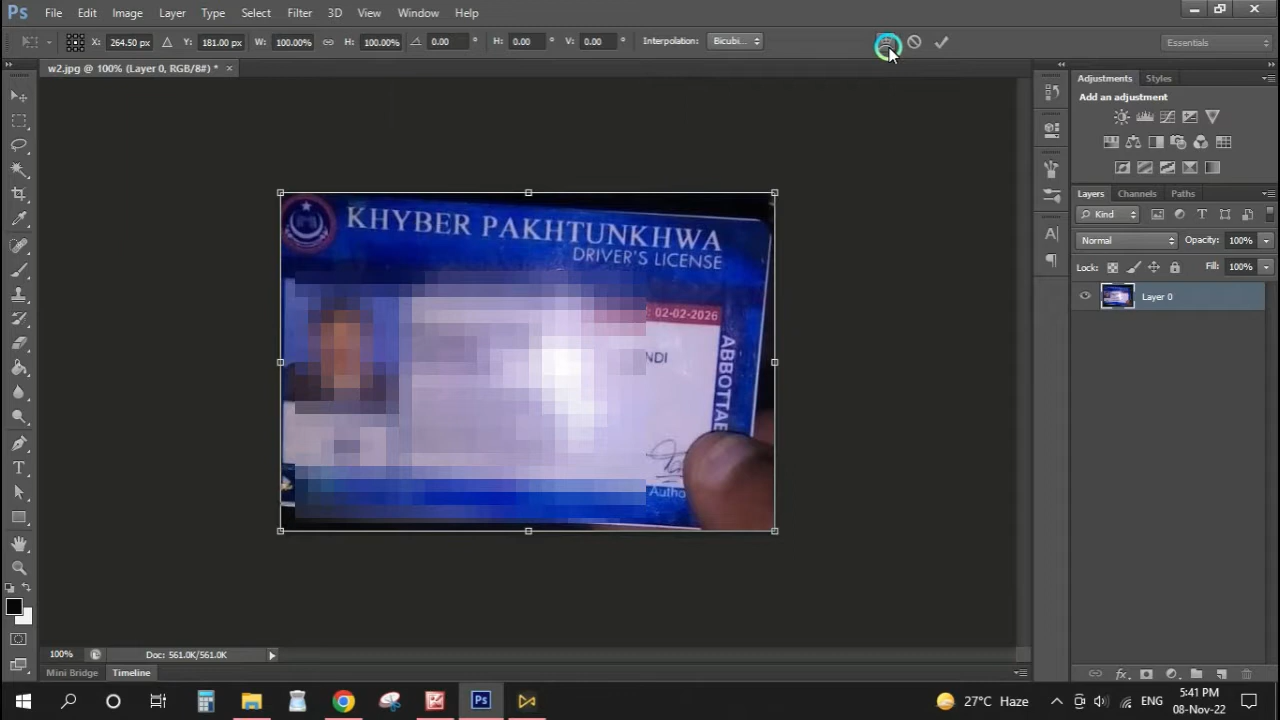 Ps File Edit Image Layer Type Select Filter 3D View Window Help
X: 264.50 px Y: 181.00 px W: 100.00% H: 100.00% 0.00 ° H: 0.00 ° V: 0.00 ° Interpolation: Bicubi... Essentials
w2.jpg @ 100% (Layer 0, RGB/8#) * ×
Adjustments Styles
Add an adjustment
Layers Channels Paths
Kind
Normal Opacity: 100%
Lock: Fill: 100%
Layer 0
KHYBER PAKHTUNKHWA
DRIVER'S LICENSE
: 02-02-2026
NDI
ABBOTTAB
Autho
100% Doc: 561.0K/561.0K
Mini Bridge Timeline
27°C Haze ENG 5:41 PM
08-Nov-22